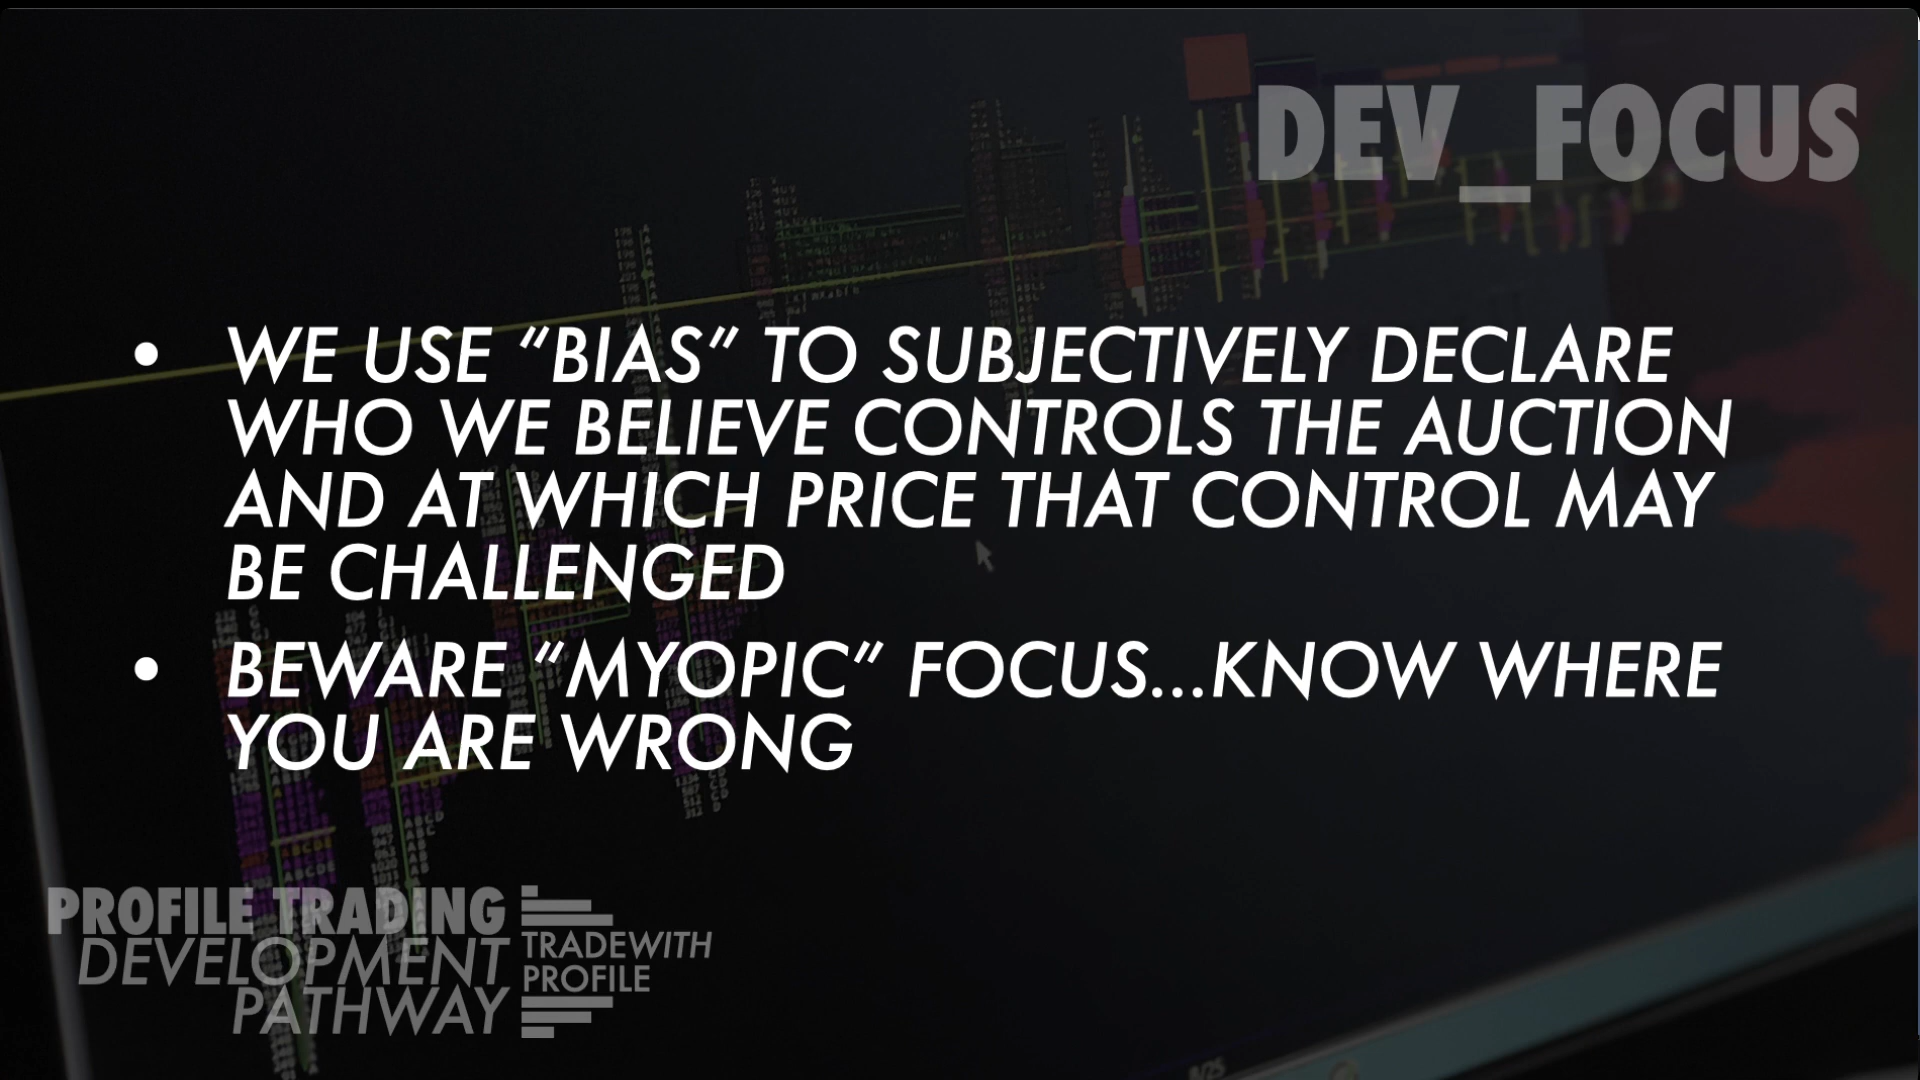 DEV_FOCUS
• WE USE “BIAS” TO SUBJECTIVELY DECLARE
WHO WE BELIEVE CONTROLS THE AUCTION
AND AT WHICH PRICE THAT CONTROL MAY
BE CHALLENGED
• BEWARE “MYOPIC” FOCUS...KNOW WHERE
YOU ARE WRONG
PROFILE TRADING
DEVELOPMENT
PATHWAY
TRADEWITH
PROFILE